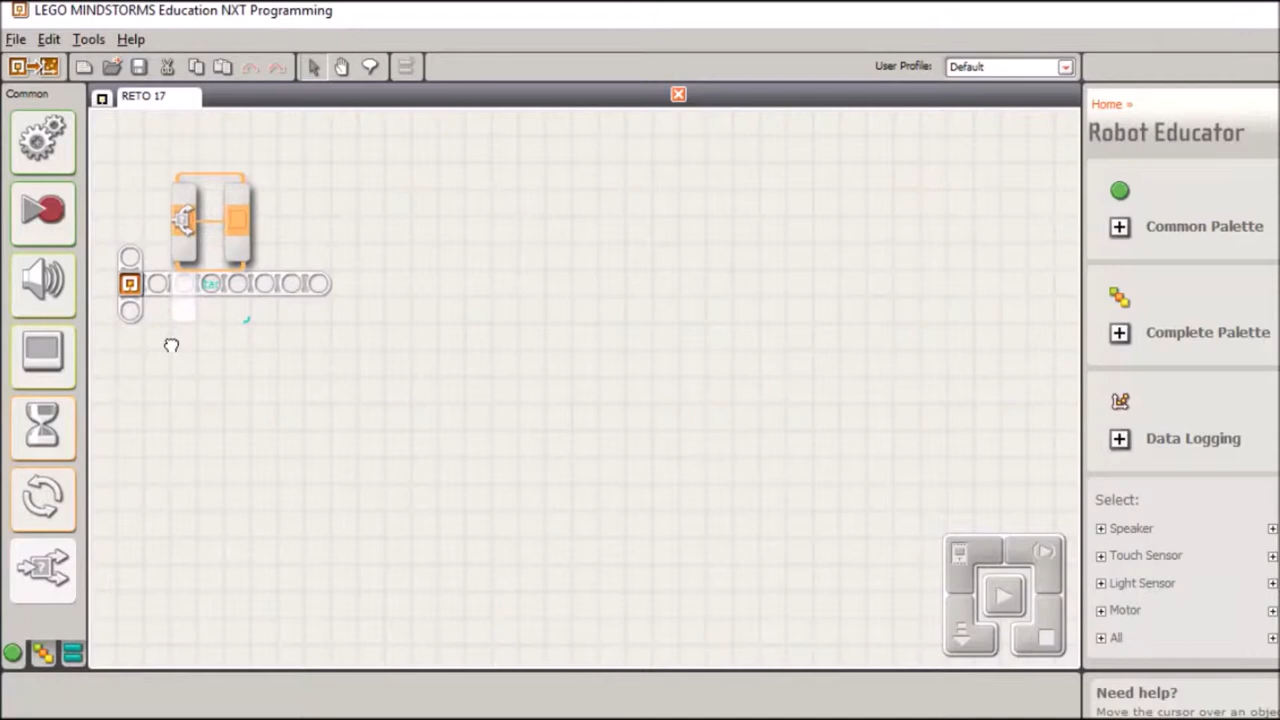 LEGO MINDSTORMS Education NXT Programming
File Edit Tools Help
User Profile: Default
Common
RETO 17
Home »
Robot Educator
Common Palette
Complete Palette
Data Logging
Select:
Speaker
Touch Sensor
Light Sensor
Motor
All
Need help?
Move the cursor over an obje